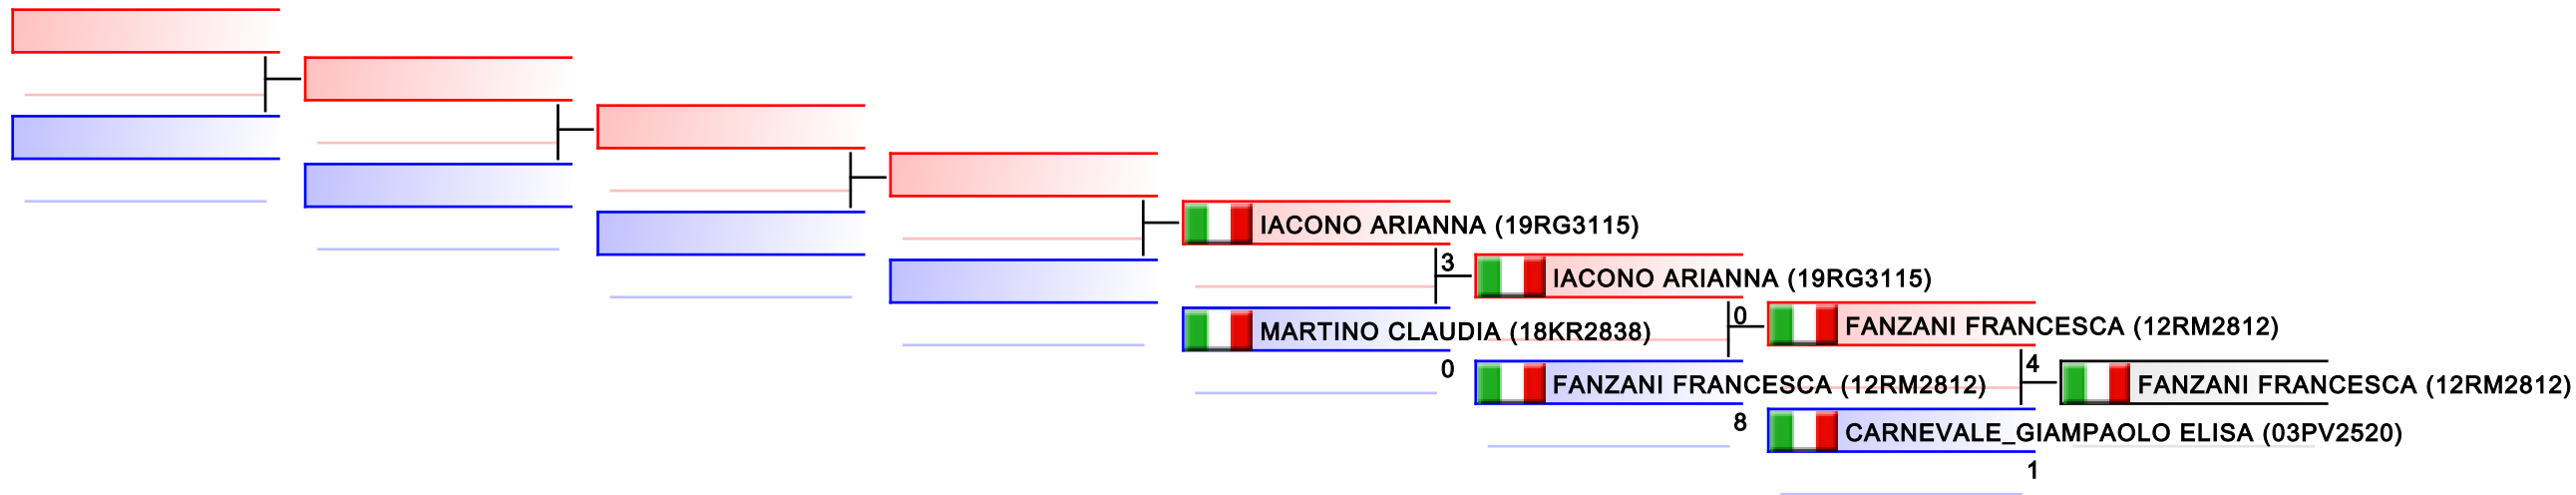 IACONO ARIANNA (19RG3115)
3
IACONO ARIANNA (19RG3115)
MARTINO CLAUDIA (18KR2838)
0
0
FANZANI FRANCESCA (12RM2812)
FANZANI FRANCESCA (12RM2812)
8
4
FANZANI FRANCESCA (12RM2812)
CARNEVALE_GIAMPAOLO ELISA (03PV2520)
1